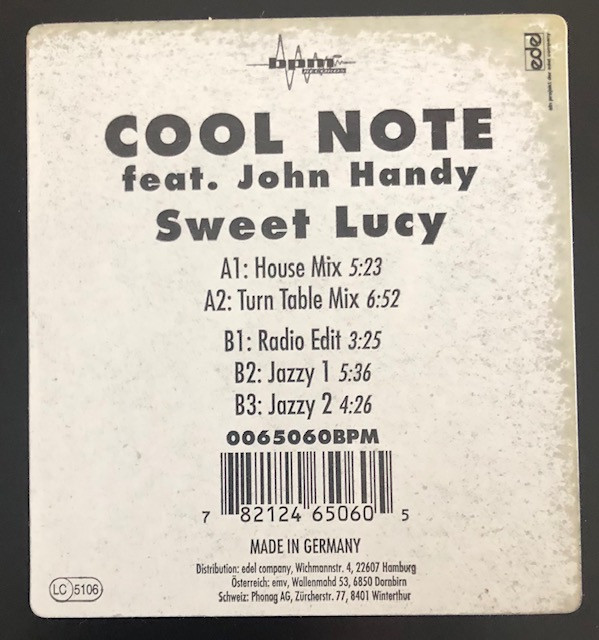 bpm
records
edel
COOL NOTE
feat. John Handy
Sweet Lucy
A1: House Mix 5:23
A2: Turn Table Mix 6:52
B1: Radio Edit 3:25
B2: Jazzy 1 5:36
B3: Jazzy 2 4:26
0065060BPM
7 82124 65060 5
MADE IN GERMANY
Distribution: edel company, Wichmannstr. 4, 22607 Hamburg
Österreich: emv, Wallenmahd 53, 6850 Dornbirn
Schweiz: Phonag AG, Zürcherstr. 77, 8401 Winterthur
LC 5106